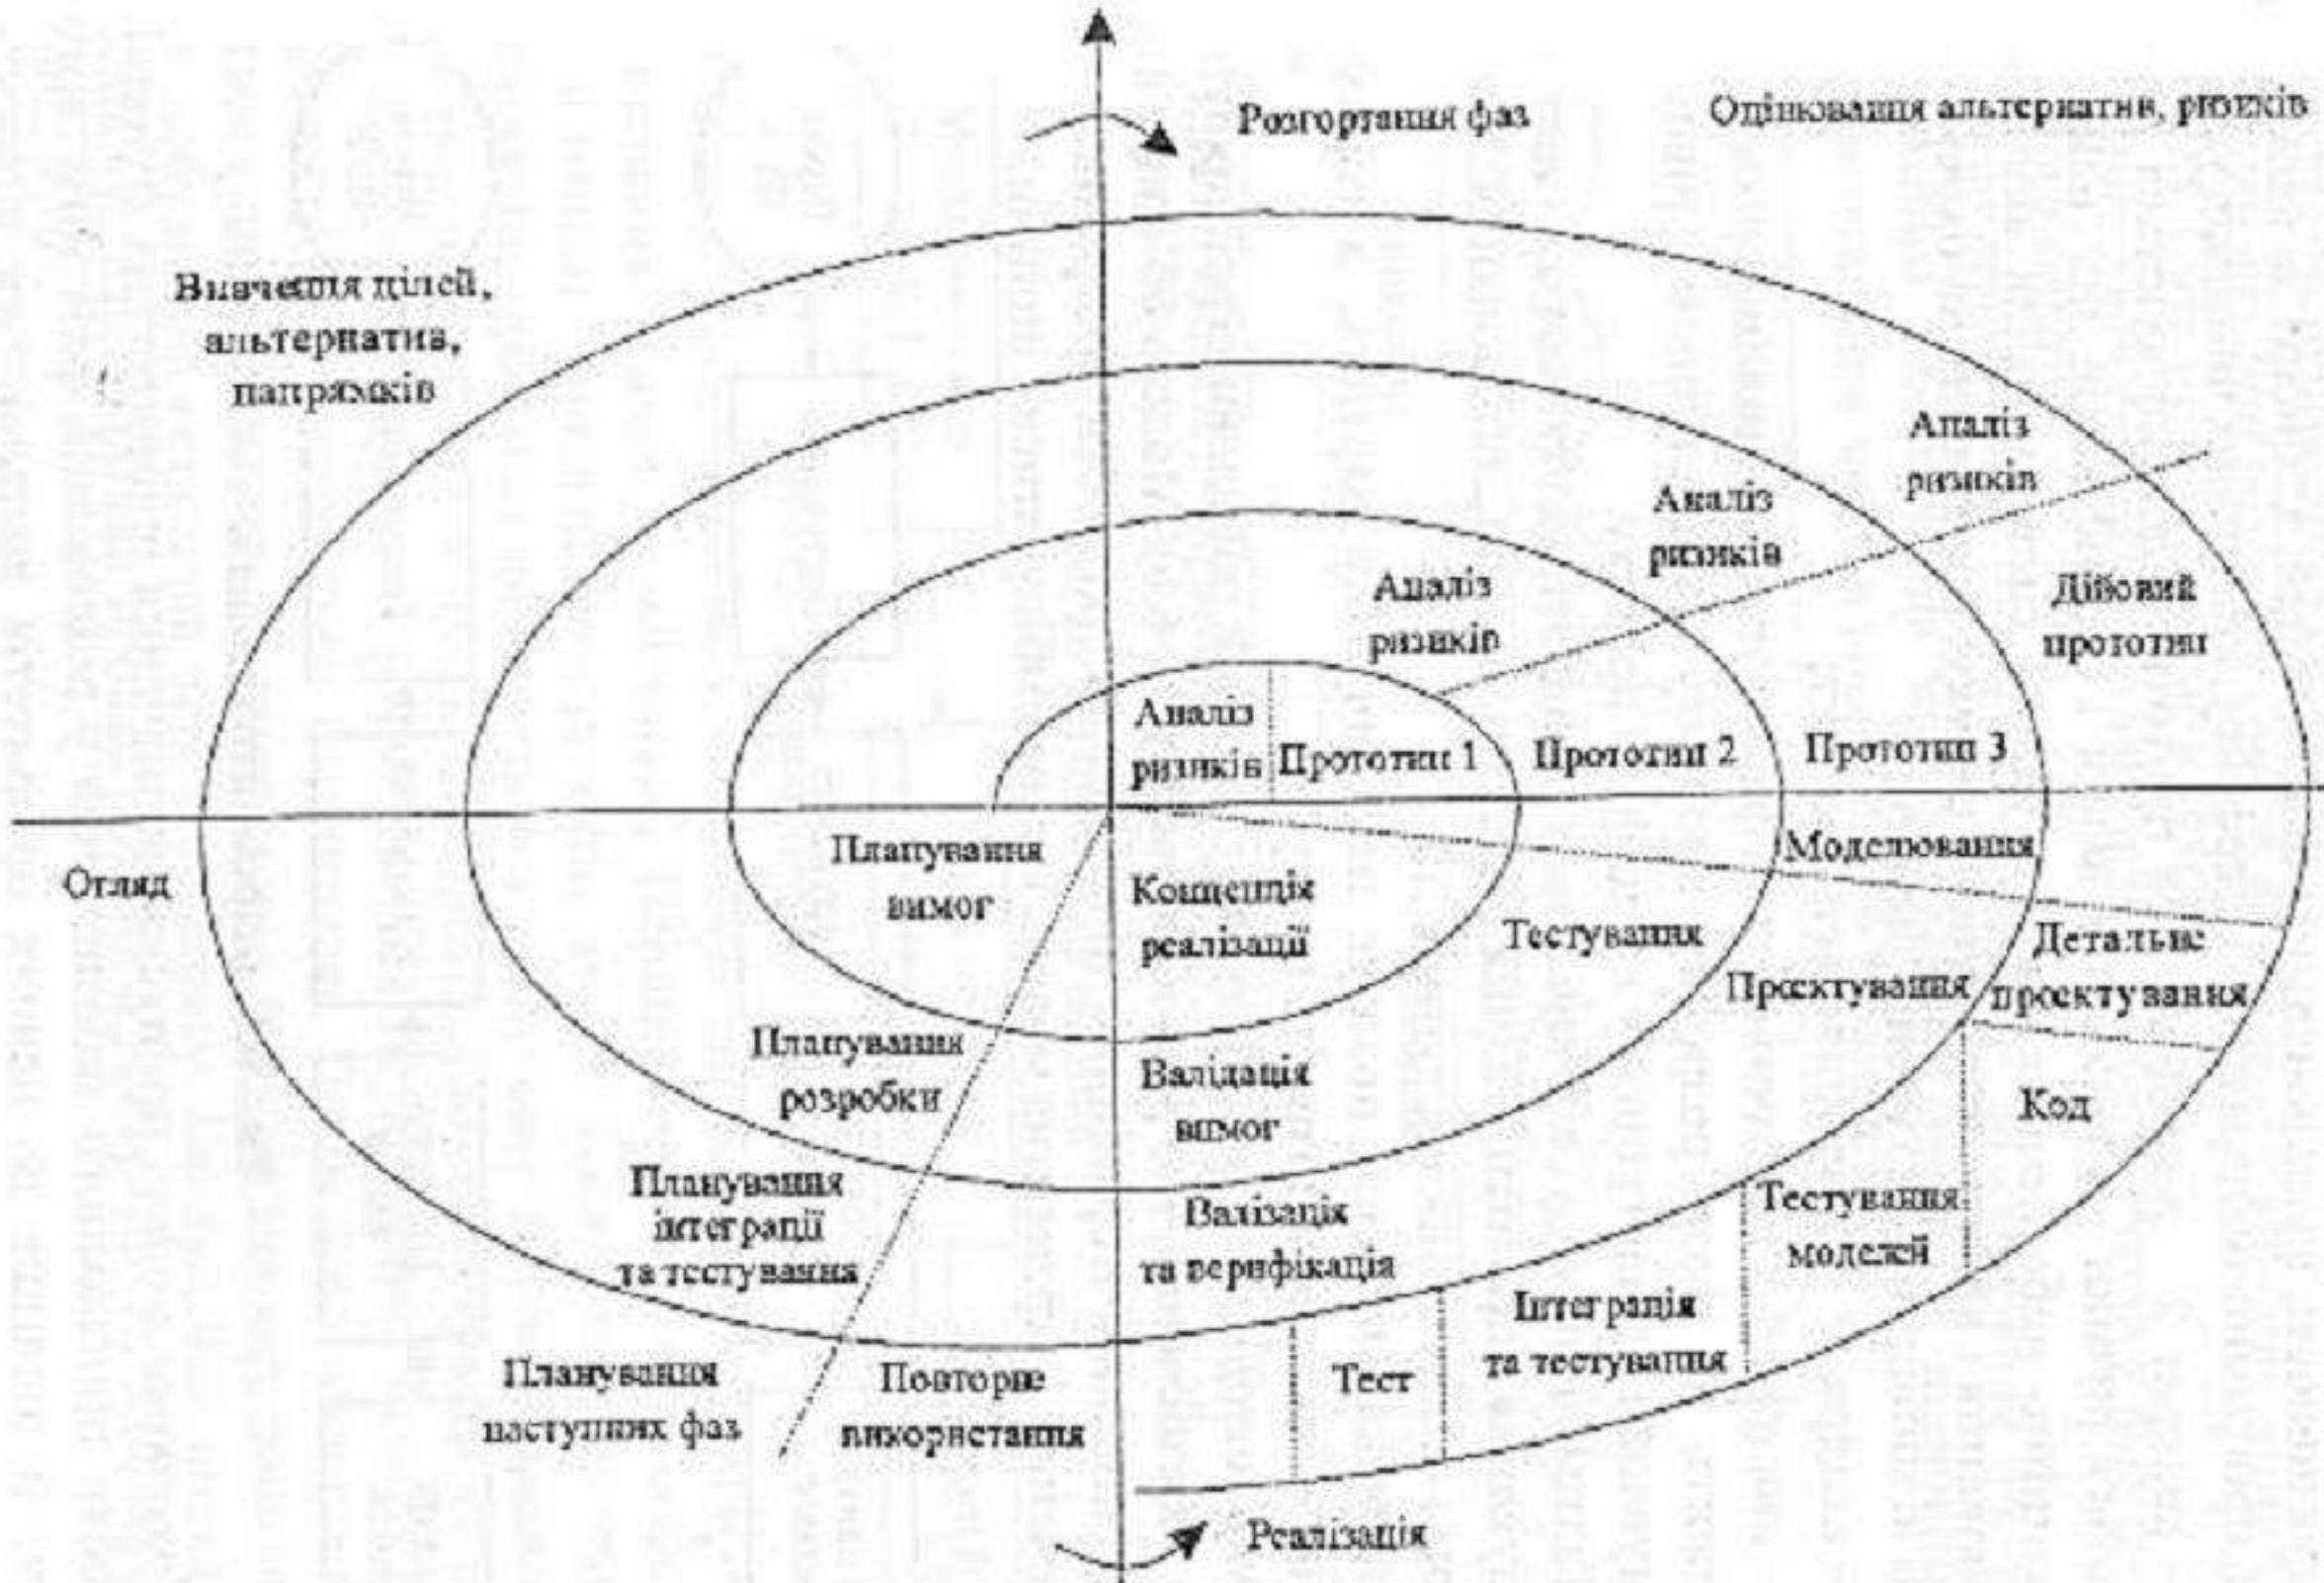 Розгортання фаз
Оцінювання альтернатив, ризиків
Вивчення цілей,
альтернатив,
напрямків
Аналіз
ризиків
Аналіз
ризиків
Аналіз
ризиків
Дійовий
прототип
Аналіз
ризиків
Прототип 1
Прототип 2
Прототип 3
Отляд
Планування
вимог
Концепція
реалізації
Моделювання
Тестування
Проектування
Детальне
проектування
Планування
розробки
Валідація
вимог
Код
Планування
інтеграції
та тестування
Валізація
та верифікація
Тестування
моделей
Інтеграція
та тестування
Тест
Планування
наступних фаз
Повторне
використання
Реалізація